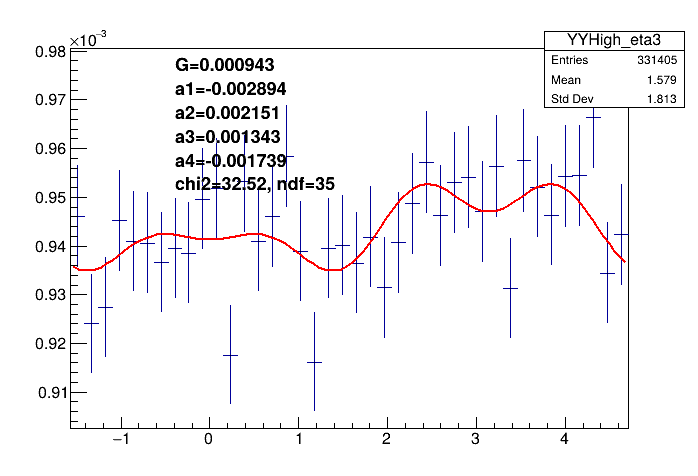 ×10⁻³
YYHigh_eta3
Entries 331405
Mean 1.579
Std Dev 1.813
G=0.000943
a1=-0.002894
a2=0.002151
a3=0.001343
a4=-0.001739
chi2=32.52, ndf=35
0.98
0.97
0.96
0.95
0.94
0.93
0.92
0.91
−1 0 1 2 3 4